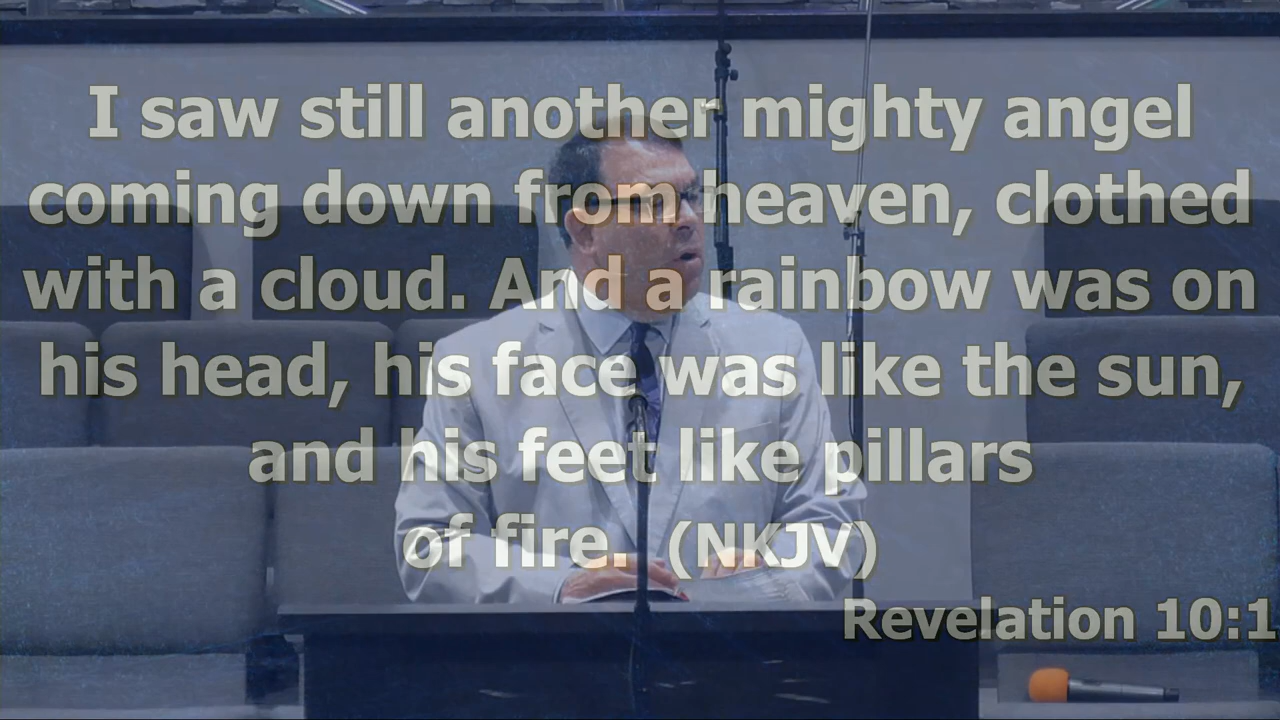 I saw still another mighty angel
coming down from heaven, clothed
with a cloud. And a rainbow was on
his head, his face was like the sun,
and his feet like pillars
of fire. (NKJV)
Revelation 10:1